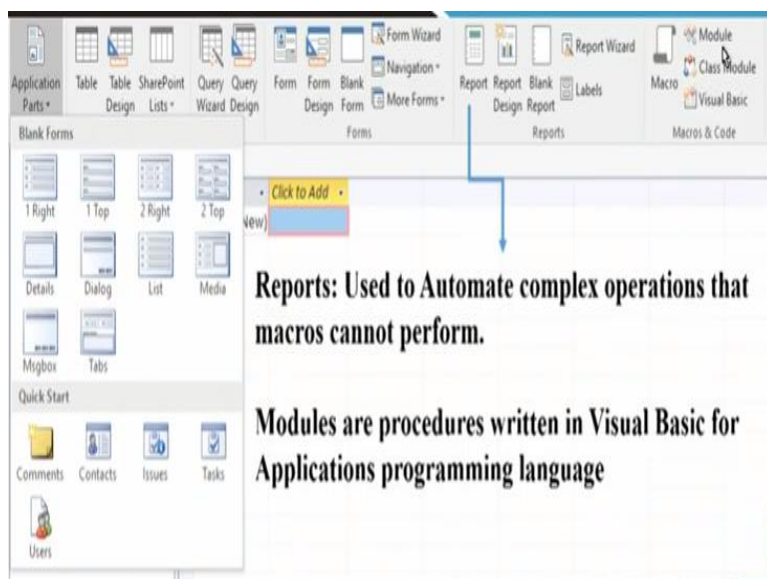 Application Parts
Table
Table Design
SharePoint Lists
Query Wizard
Query Design
Form
Form Design
Blank Form
Form Wizard
Navigation
More Forms
Forms
Report
Report Design
Blank Report
Report Wizard
Labels
Reports
Macro
Module
Class Module
Visual Basic
Macros & Code
Blank Forms
1 Right
1 Top
2 Right
2 Top
Details
Dialog
List
Media
Msgbox
Tabs
Quick Start
Comments
Contacts
Issues
Tasks
Users
Click to Add
New)
Reports: Used to Automate complex operations that
macros cannot perform.
Modules are procedures written in Visual Basic for
Applications programming language